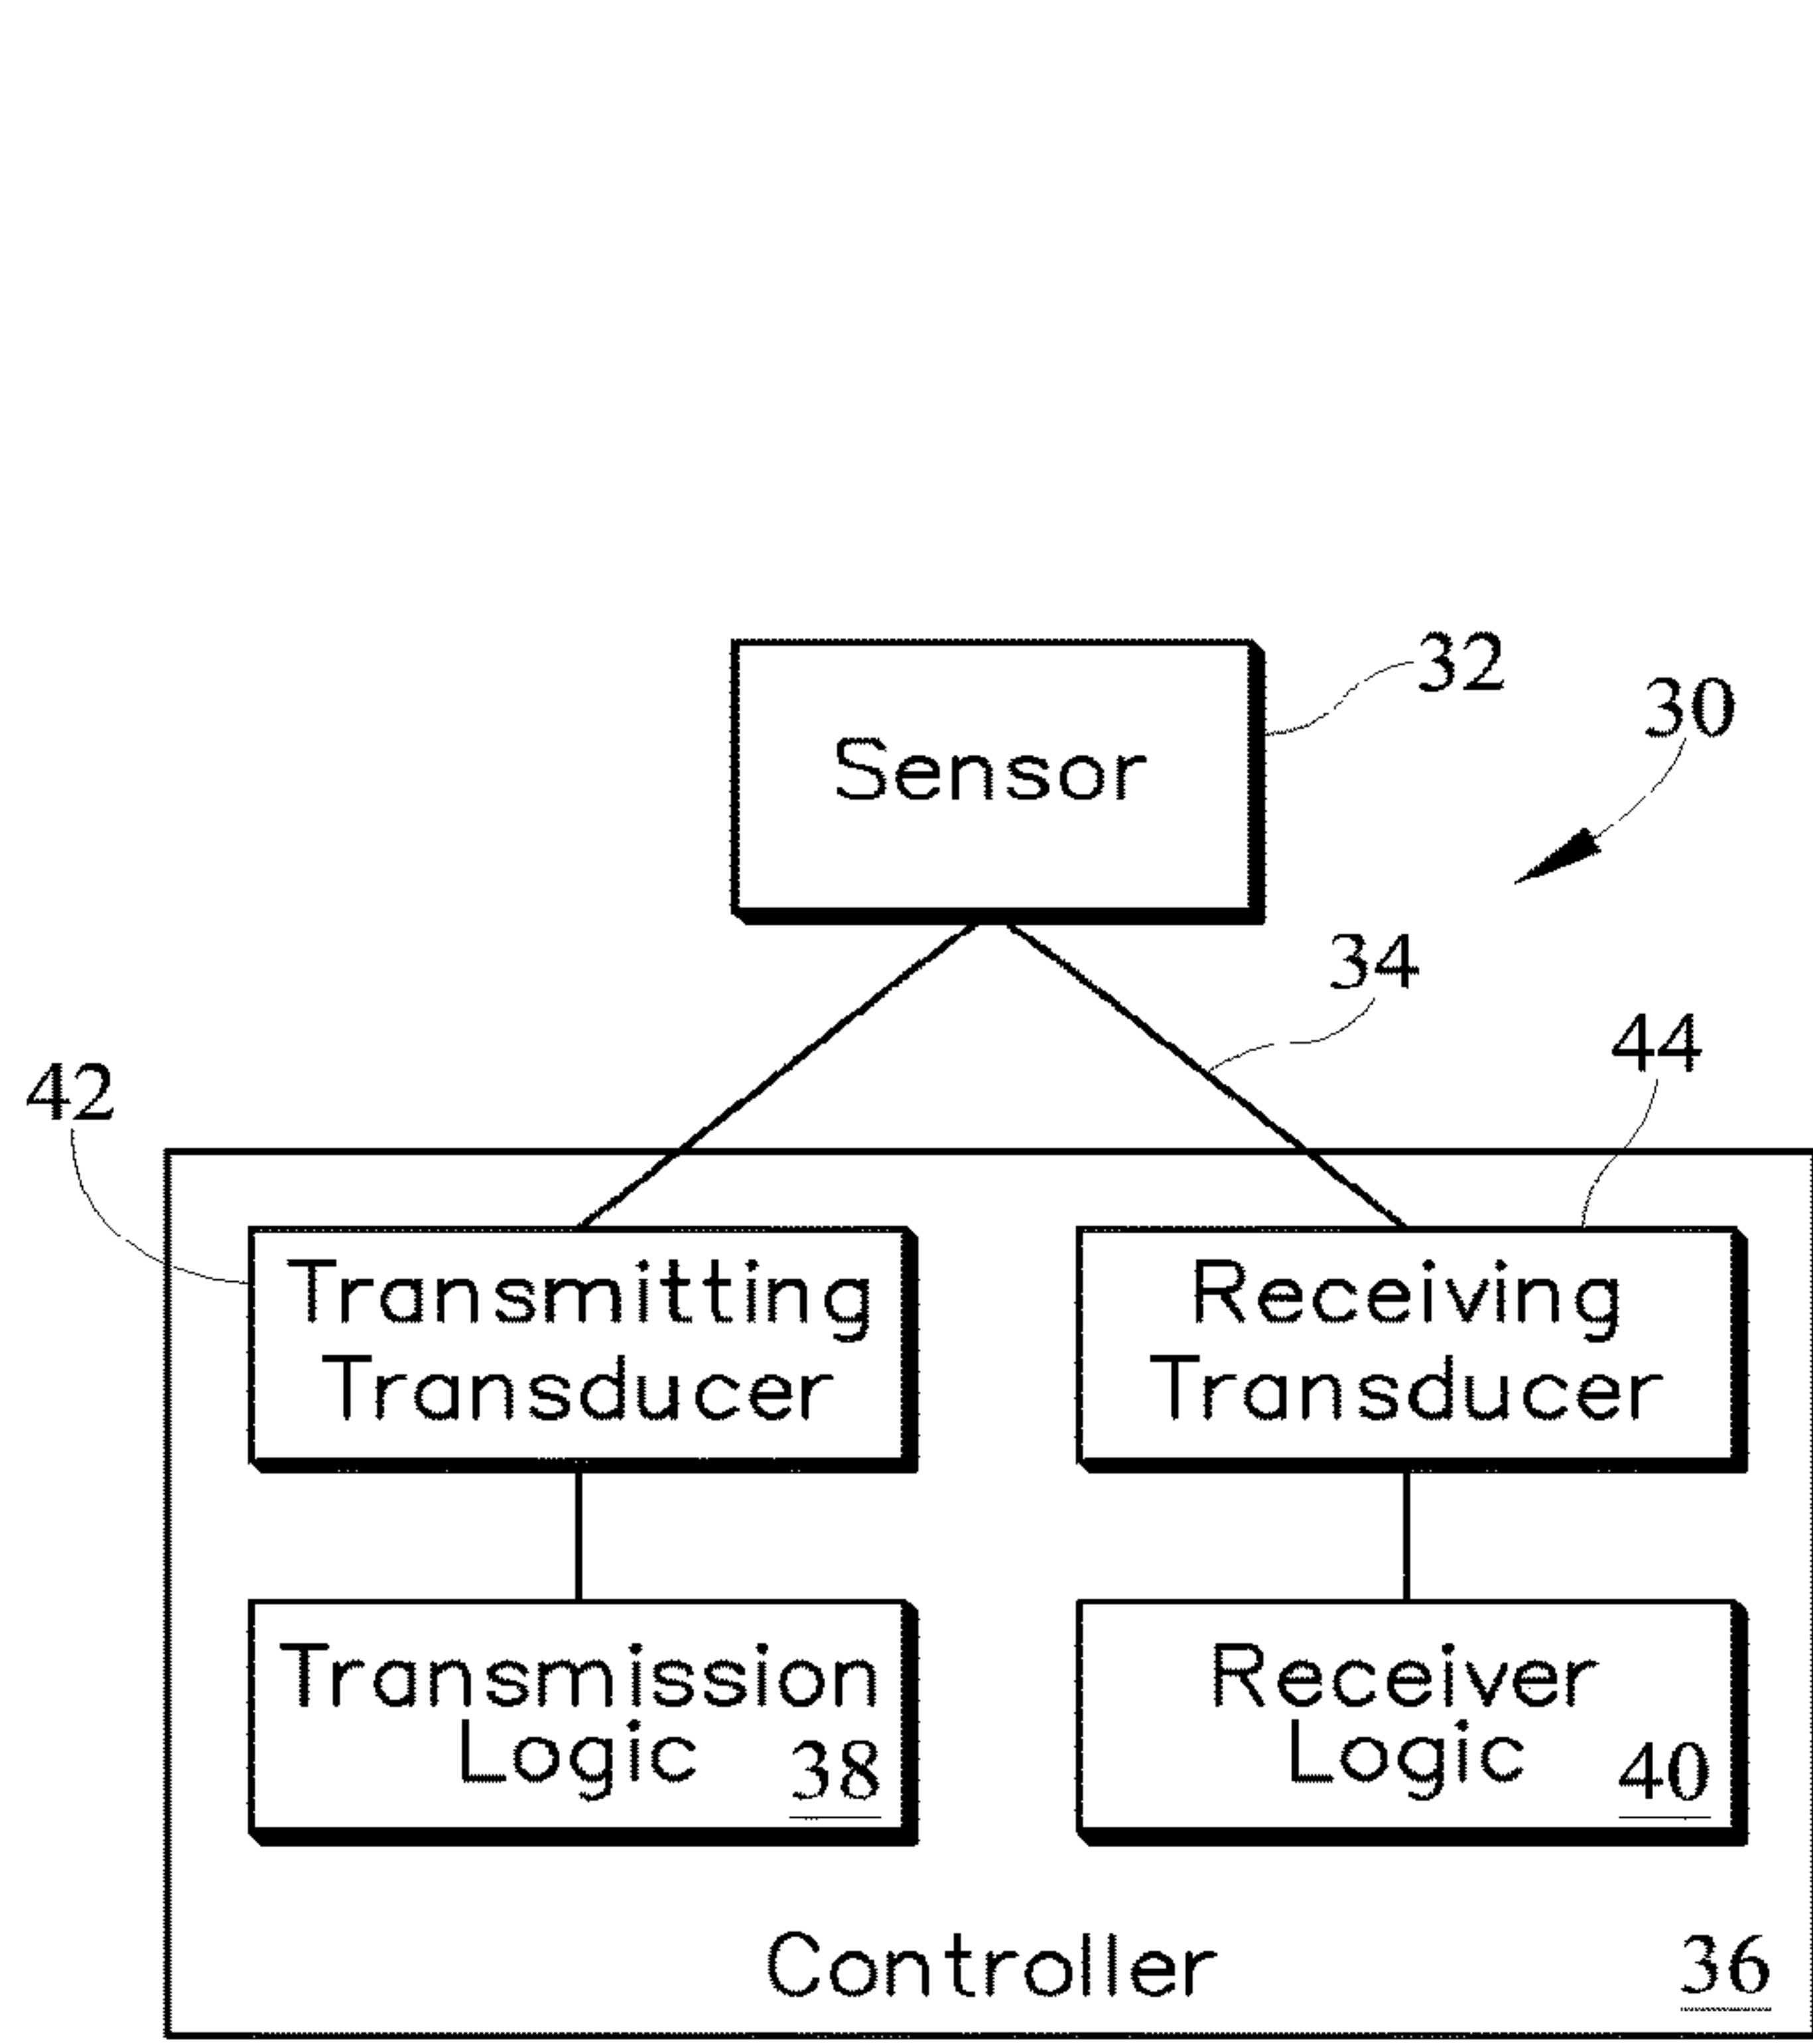 32
30
Sensor
34
44
42
Transmitting
Transducer
Receiving
Transducer
Transmission
Logic 38
Receiver
Logic 40
Controller 36